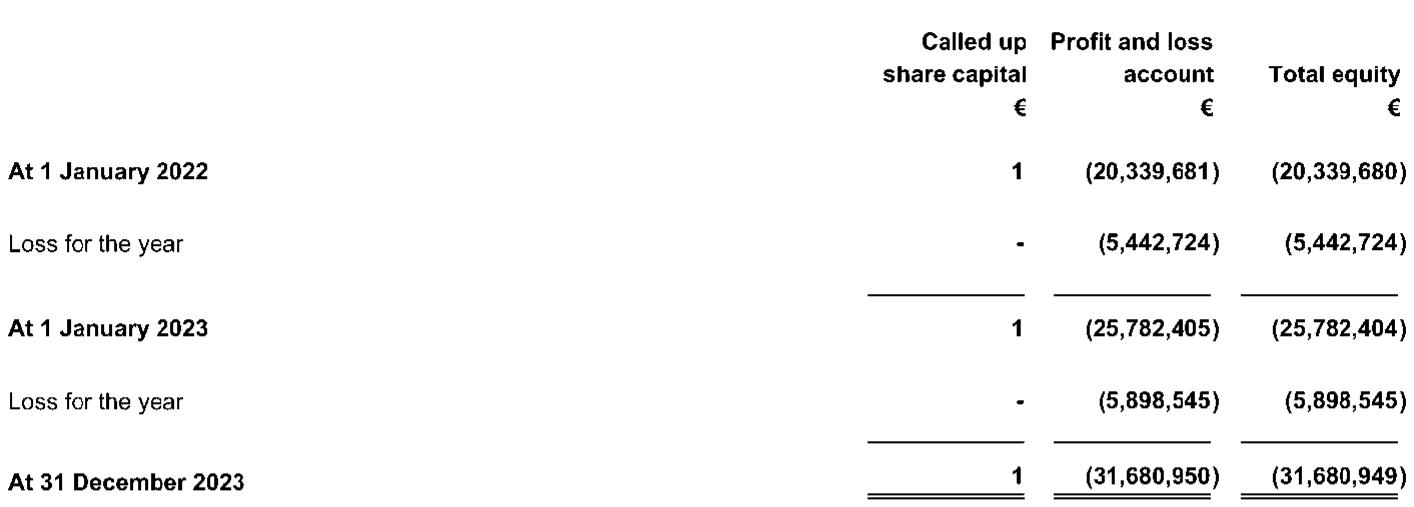 Called up Profit and loss
share capital account Total equity
€ € €
At 1 January 2022 1 (20,339,681) (20,339,680)
Loss for the year - (5,442,724) (5,442,724)
At 1 January 2023 1 (25,782,405) (25,782,404)
Loss for the year - (5,898,545) (5,898,545)
At 31 December 2023 1 (31,680,950) (31,680,949)